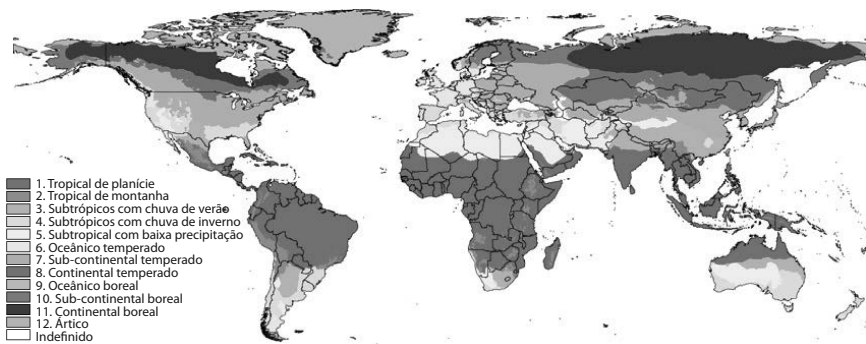 1. Tropical de planície
2. Tropical de montanha
3. Subtrópicos com chuva de verão
4. Subtrópicos com chuva de inverno
5. Subtropical com baixa precipitação
6. Oceânico temperado
7. Sub-continental temperado
8. Continental temperado
9. Oceânico boreal
10. Sub-continental boreal
11. Continental boreal
12. Ártico
Indefinido